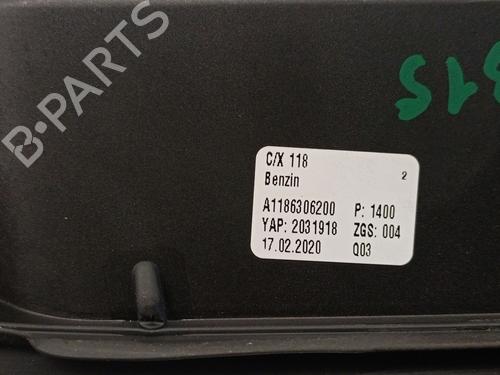 B-PARTS
C/X 118
Benzin 2
A1186306200 P: 1400
YAP: 2031918 ZGS: 004
17.02.2020 Q03